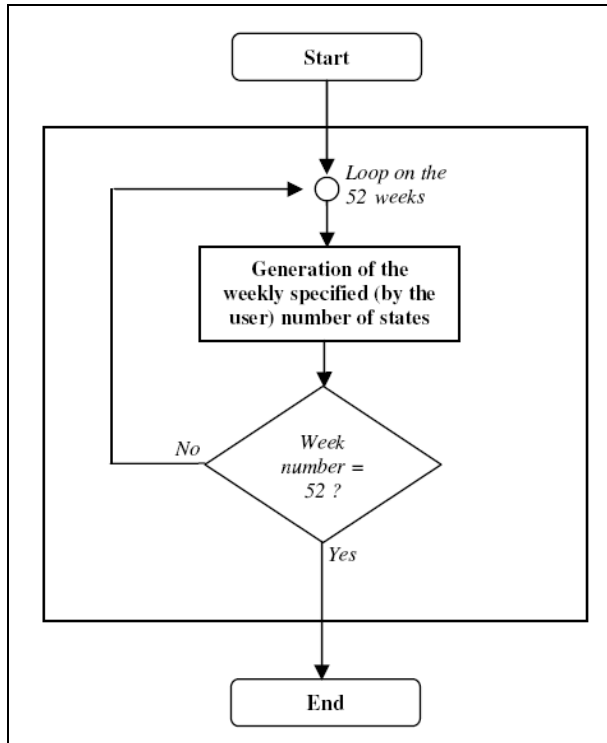 Start
Loop on the
52 weeks
Generation of the
weekly specified (by the
user) number of states
No
Week
number =
52 ?
Yes
End